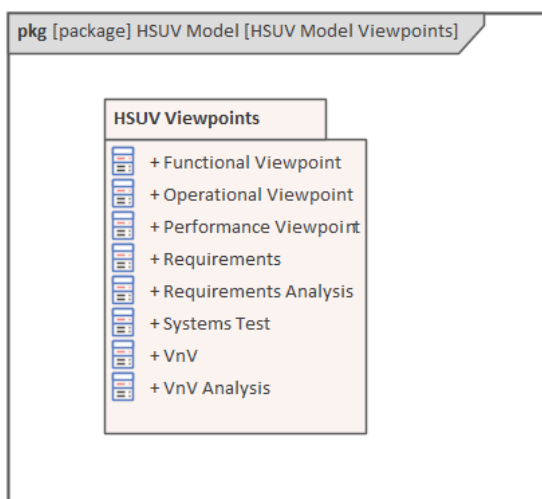 pkg [package] HSUV Model [HSUV Model Viewpoints]
HSUV Viewpoints
+ Functional Viewpoint
+ Operational Viewpoint
+ Performance Viewpoint
+ Requirements
+ Requirements Analysis
+ Systems Test
+ VnV
+ VnV Analysis